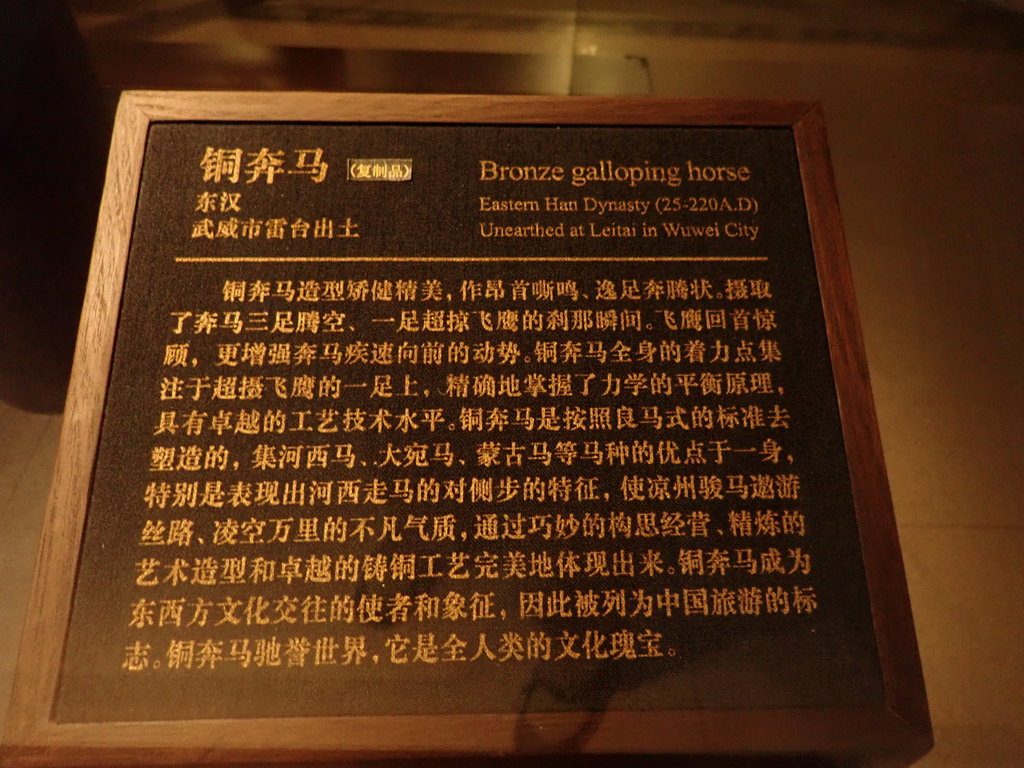 铜奔马 (复制品)
东汉
武威市雷台出土
Bronze galloping horse
Eastern Han Dynasty (25-220A.D)
Unearthed at Leitai in Wuwei City
铜奔马造型矫健精美，作昂首嘶鸣、逸足奔腾状。摄取
了奔马三足腾空、一足超掠飞鹰的刹那瞬间。飞鹰回首惊
顾，更增强奔马疾速向前的动势。铜奔马全身的着力点集
注于超摄飞鹰的一足上，精确地掌握了力学的平衡原理，
具有卓越的工艺技术水平。铜奔马是按照良马式的标准去
塑造的，集河西马、大宛马、蒙古马等马种的优点于一身，
特别是表现出河西走马的对侧步的特征，使凉州骏马遨游
丝路、凌空万里的不凡气质，通过巧妙的构思经营、精炼的
艺术造型和卓越的铸铜工艺完美地体现出来。铜奔马成为
东西方文化交往的使者和象征，因此被列为中国旅游的标
志。铜奔马驰誉世界，它是全人类的文化瑰宝。